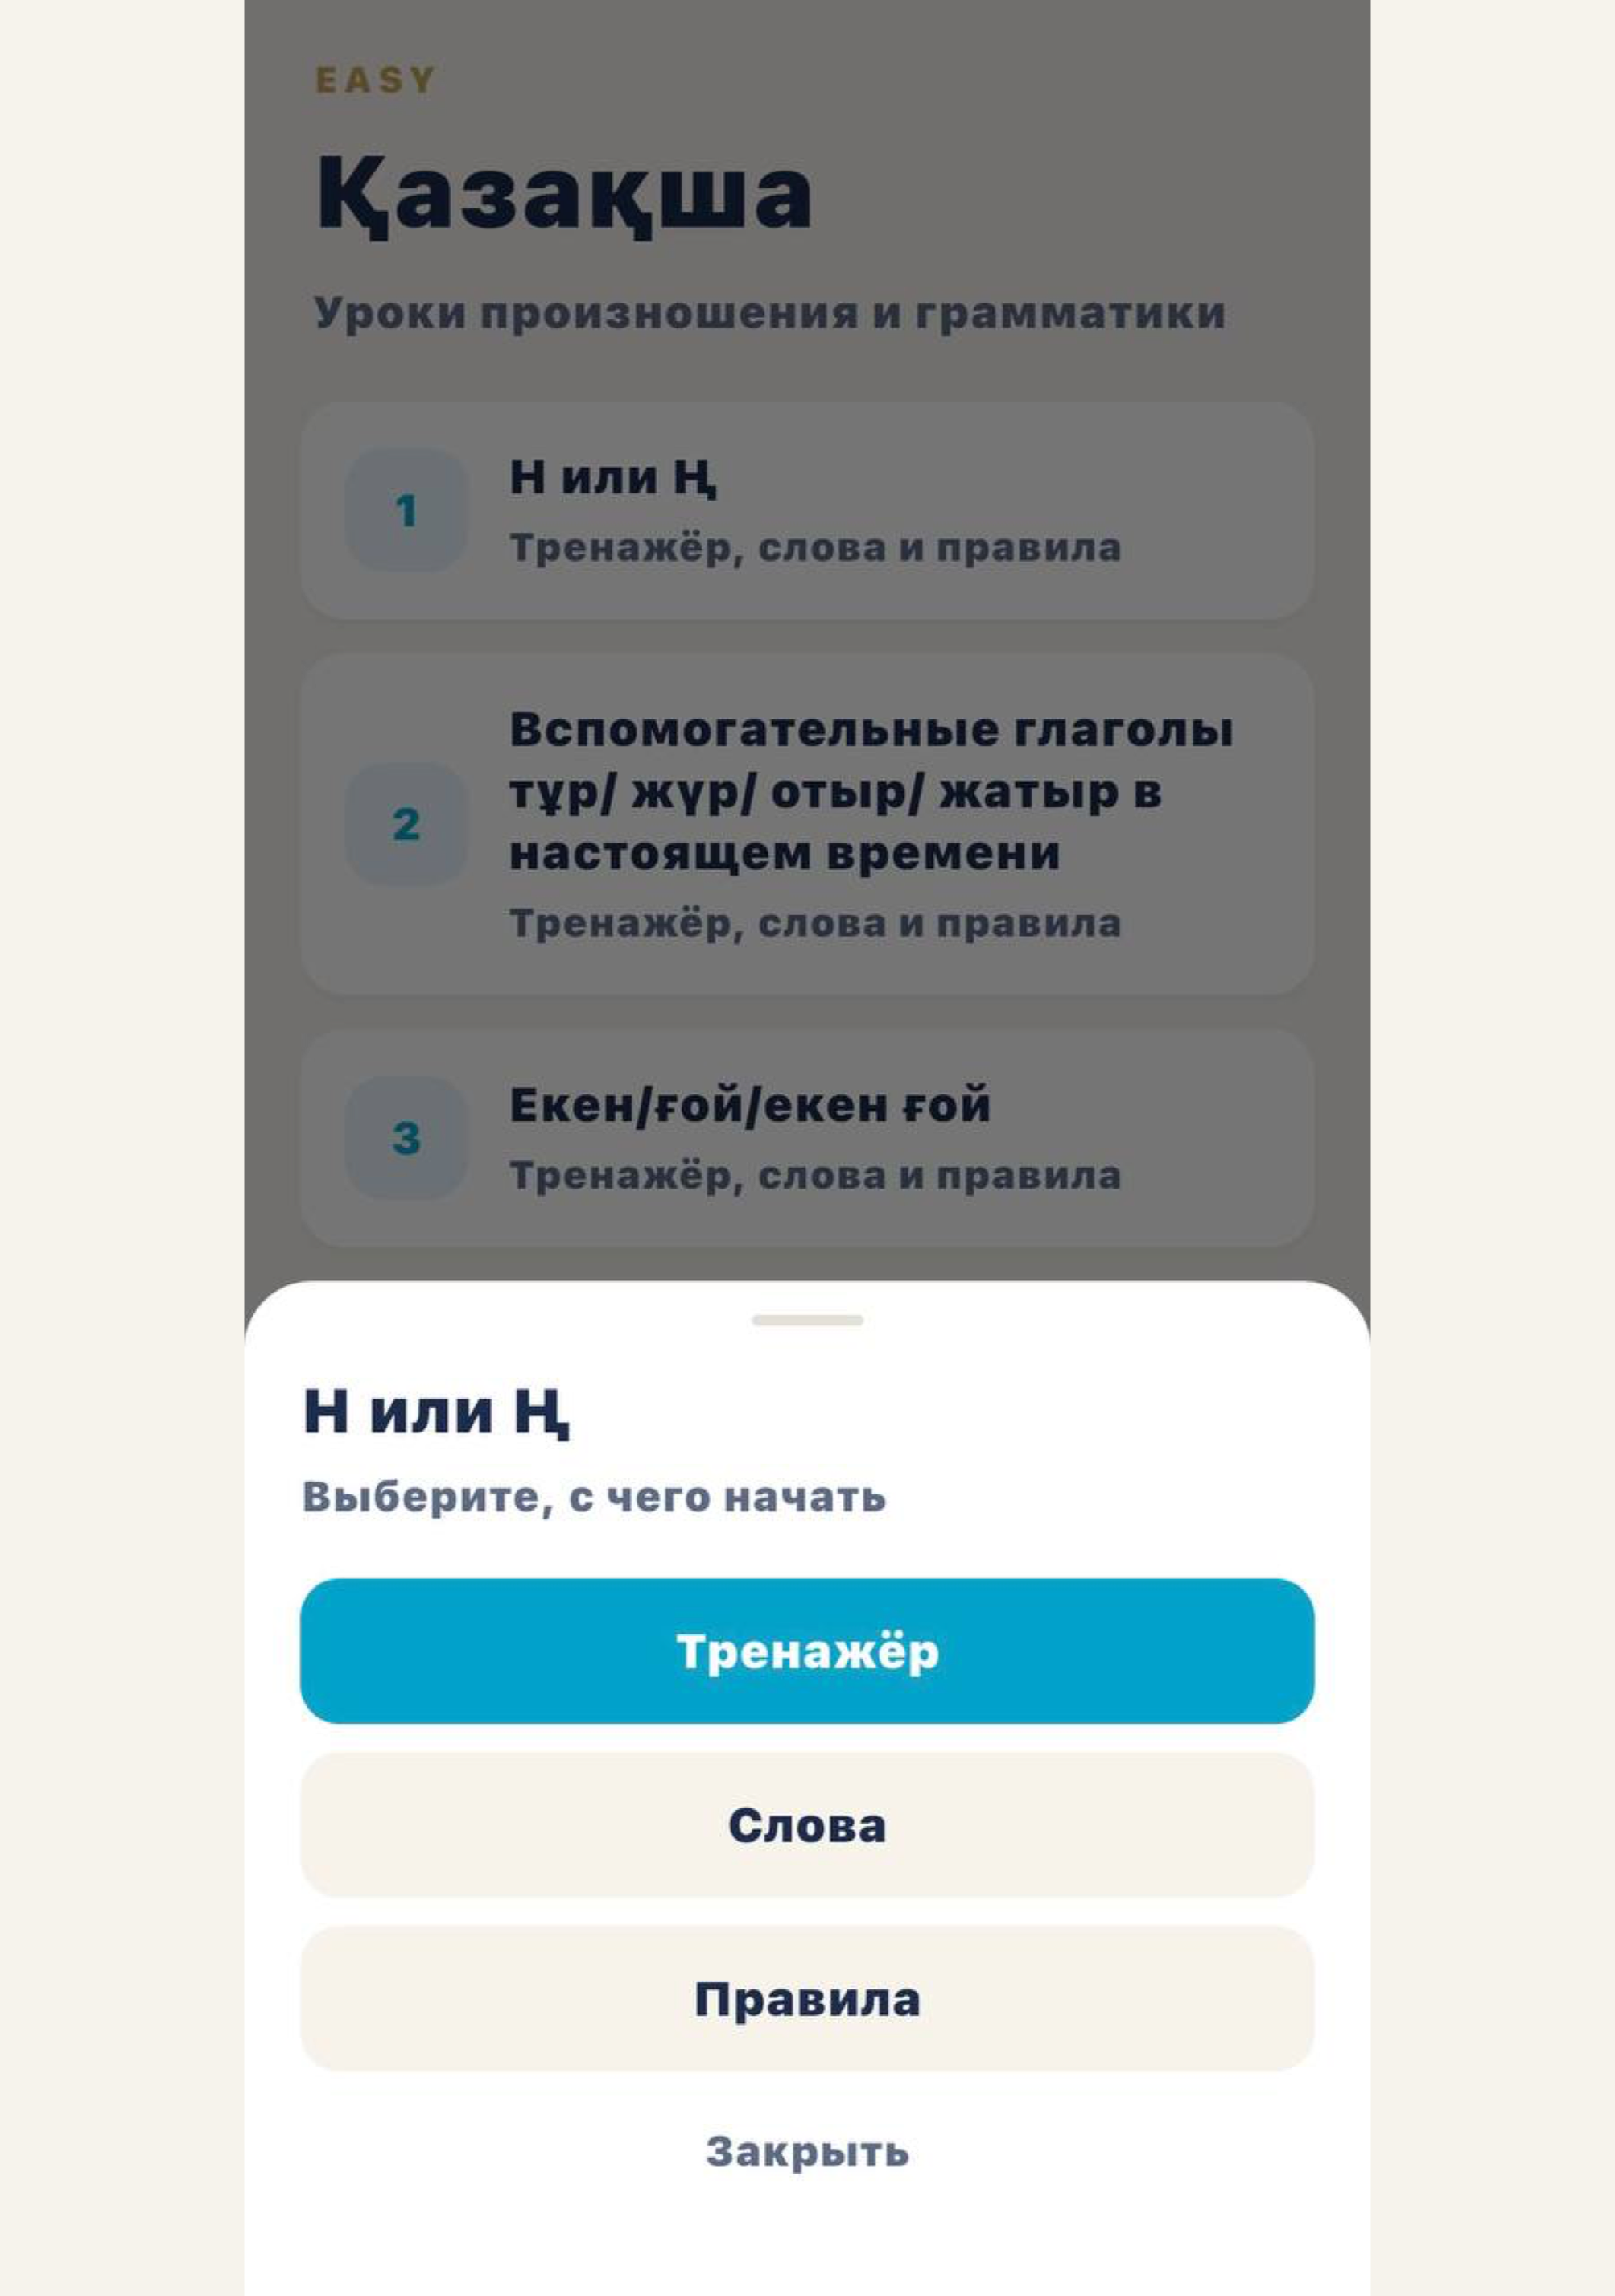 EASY
Қазақша
Уроки произношения и грамматики
1
Н или Ң
Тренажёр, слова и правила
2
Вспомогательные глаголы
тұр/ жүр/ отыр/ жатыр в
настоящем времени
Тренажёр, слова и правила
3
Екен/ғой/екен ғой
Тренажёр, слова и правила
Н или Ң
Выберите, с чего начать
Тренажёр
Слова
Правила
Закрыть